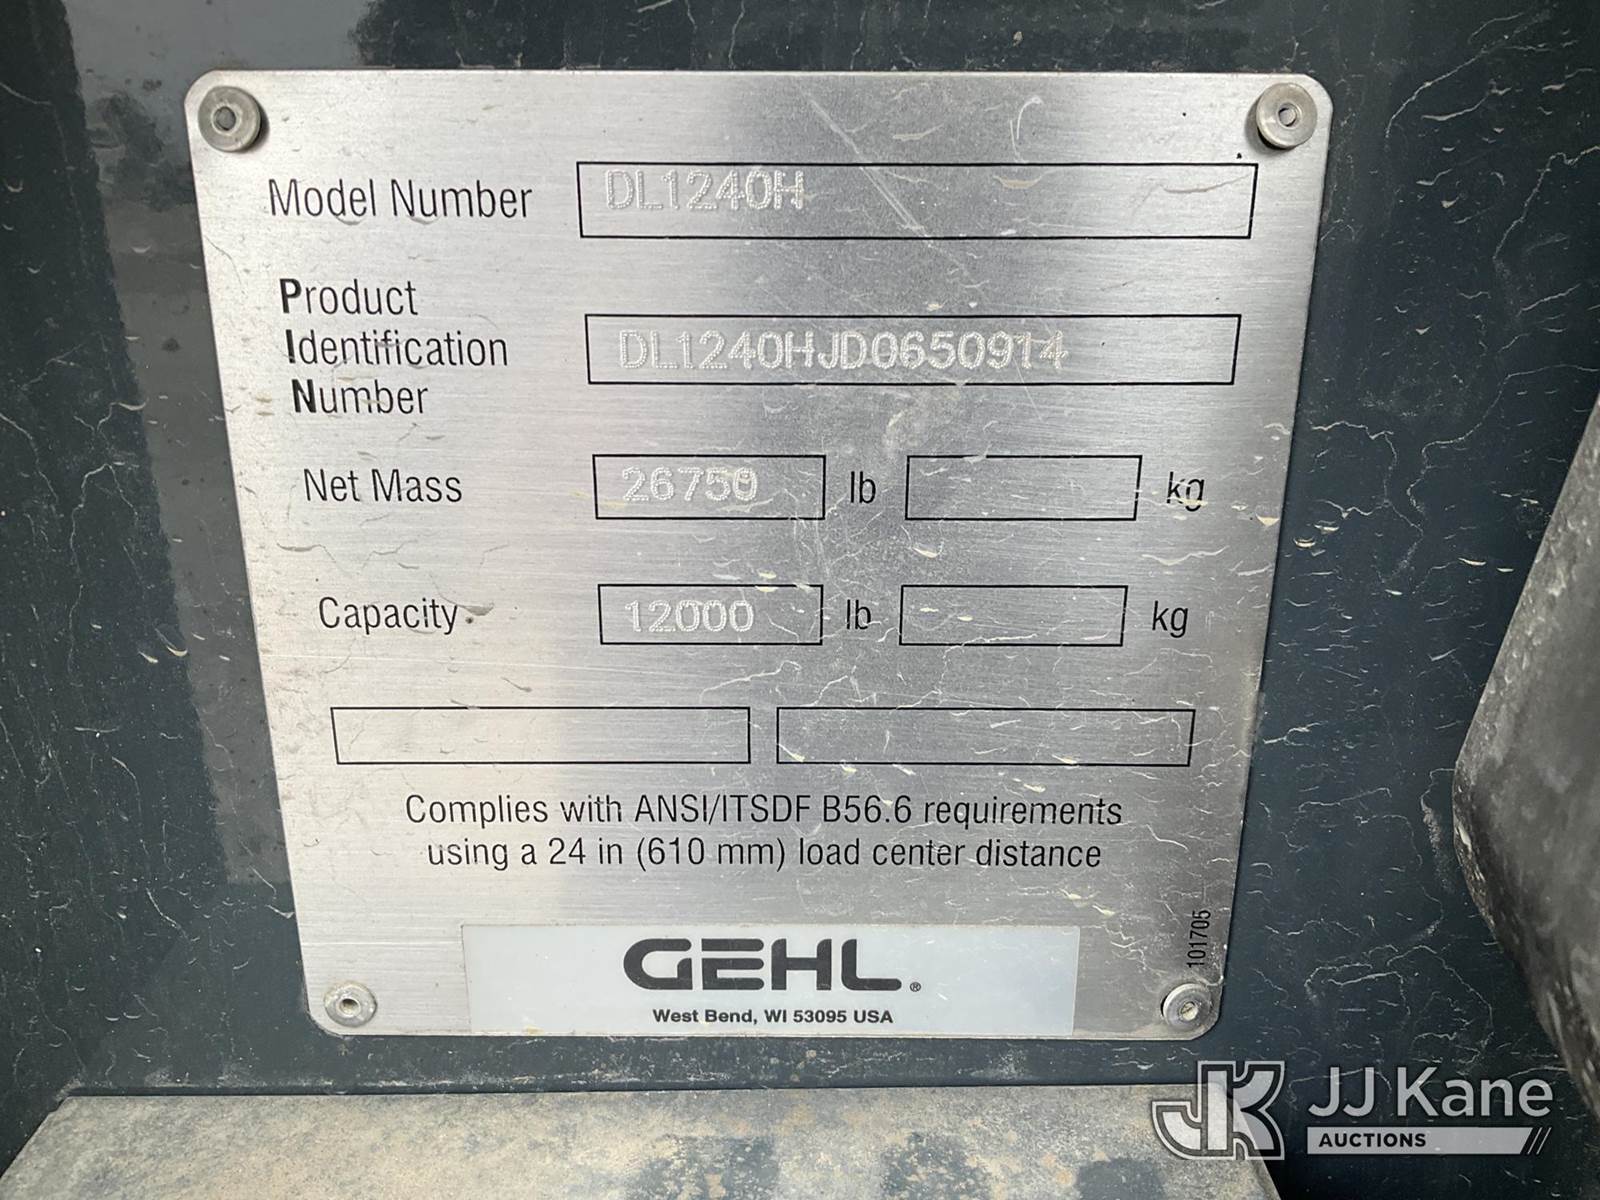 Model Number DL1240H
Product
Identification DL1240HJD0650914
Number
Net Mass 26750 lb kg
Capacity 12000 lb kg
Complies with ANSI/ITSDF B56.6 requirements
using a 24 in (610 mm) load center distance
101705
GEHL®
West Bend, WI 53095 USA
JK JJ Kane
AUCTIONS